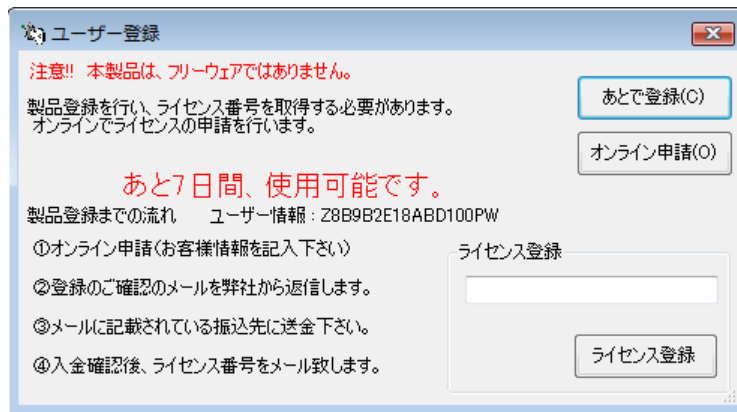 ユーザー登録
注意!! 本製品は、フリーウェアではありません。
製品登録を行い、ライセンス番号を取得する必要があります。
オンラインでライセンスの申請を行います。
あとで登録(C)
オンライン申請(O)
あと7日間、使用可能です。
製品登録までの流れ ユーザー情報:Z8B9B2E18ABD100PW
①オンライン申請(お客様情報を記入下さい)
②登録のご確認のメールを弊社から返信します。
③メールに記載されている振込先に送金下さい。
④入金確認後、ライセンス番号をメール致します。
ライセンス登録
ライセンス登録